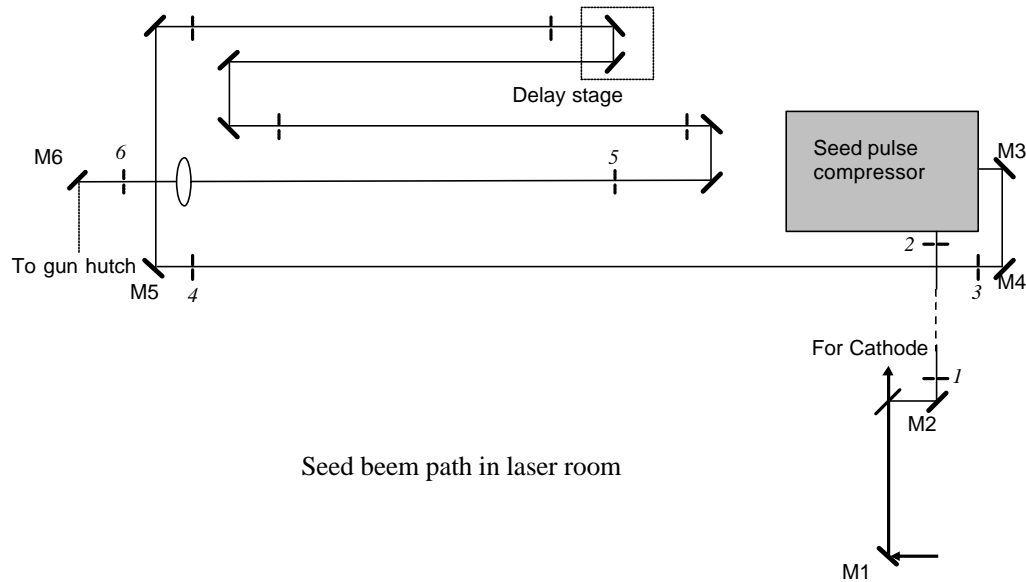 Delay stage
Seed pulse
compressor
M3
M6
6
5
2
To gun hutch
M5
4
3
M4
For Cathode
1
M2
Seed beem path in laser room
M1